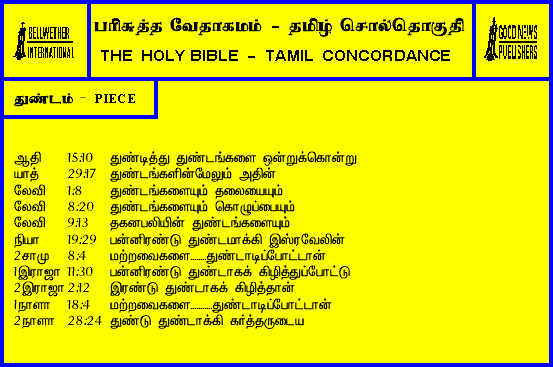 BELLWETHER
INTERNATIONAL
பரிசுத்த வேதாகமம் - தமிழ் சொல்தொகுதி
THE HOLY BIBLE - TAMIL CONCORDANCE
GOOD NEWS
PUBLISHERS
துண்டம் - PIECE
ஆதி 15:10 துண்டித்து துண்டங்களை ஒன்றுக்கொன்று
யாத் 29:17 துண்டங்களின்மேலும் அதின்
லேவி 1:8 துண்டங்களையும் தலையையும்
லேவி 8:20 துண்டங்களையும் கொழுப்பையும்
லேவி 9:13 தகனபலியின் துண்டங்களையும்
நியா 19:29 பன்னிரண்டு துண்டமாக்கி இஸ்ரவேலின்
2சாமு 8:4 மற்றவைகளை........துண்டாடிப்போட்டான்
1இராஜா 11:30 பன்னிரண்டு துண்டாகக் கிழித்துப்போட்டு
2இராஜா 2:12 இரண்டு துண்டாகக் கிழித்தான்
1நாளா 18:4 மற்றவைகளை...........துண்டாடிப்போட்டான்
2நாளா 28:24 துண்டு துண்டாக்கி கர்த்தருடைய